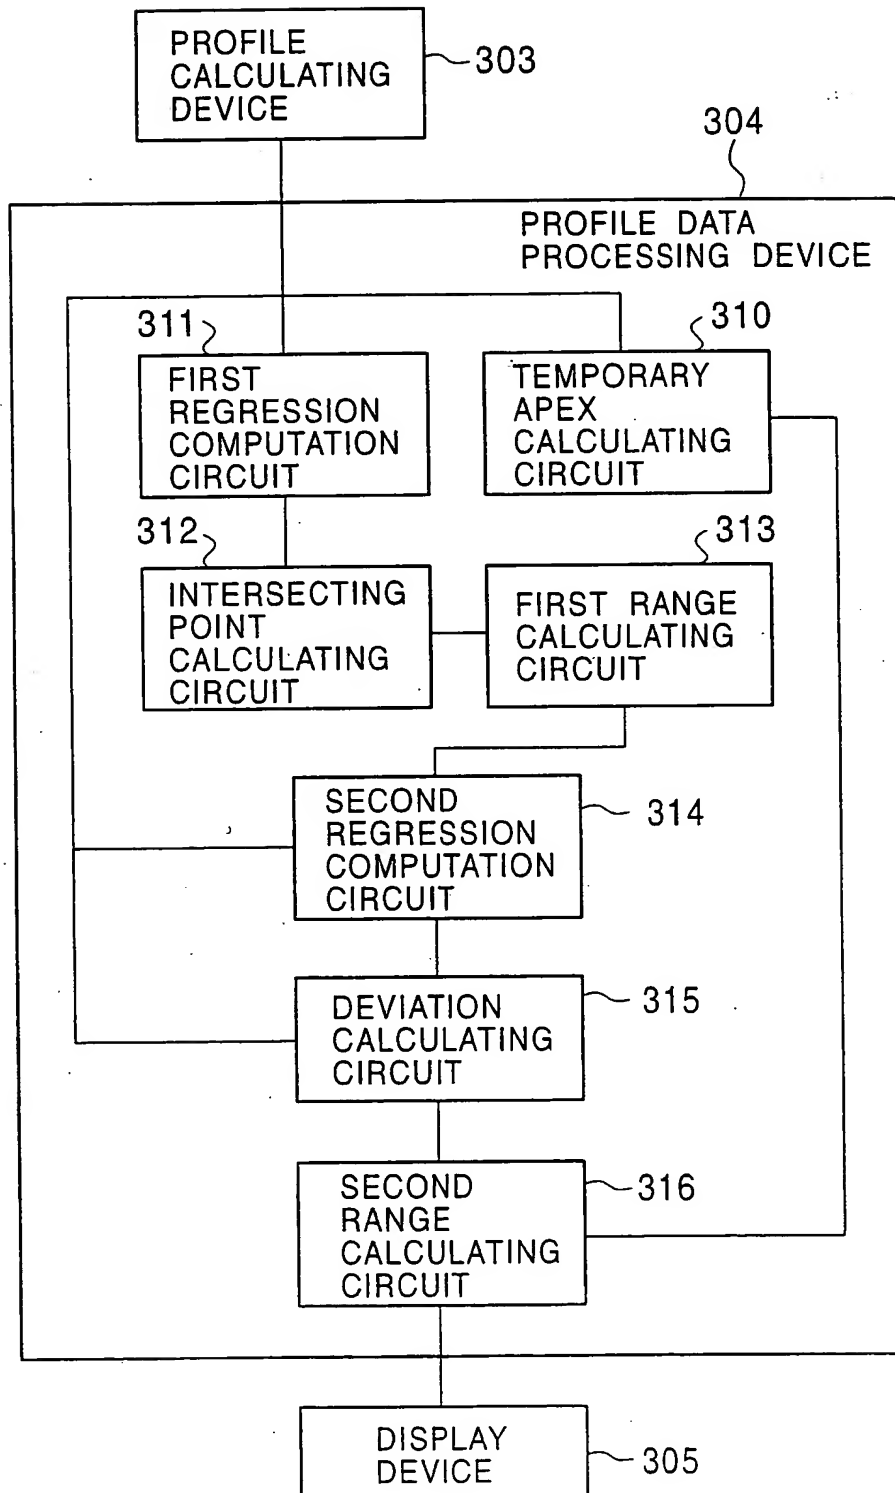 PROFILE
CALCULATING
DEVICE
303
304
PROFILE DATA
PROCESSING DEVICE
311
FIRST
REGRESSION
COMPUTATION
CIRCUIT
310
TEMPORARY
APEX
CALCULATING
CIRCUIT
312
INTERSECTING
POINT
CALCULATING
CIRCUIT
313
FIRST RANGE
CALCULATING
CIRCUIT
SECOND
REGRESSION
COMPUTATION
CIRCUIT
314
DEVIATION
CALCULATING
CIRCUIT
315
SECOND
RANGE
CALCULATING
CIRCUIT
316
DISPLAY
DEVICE
305